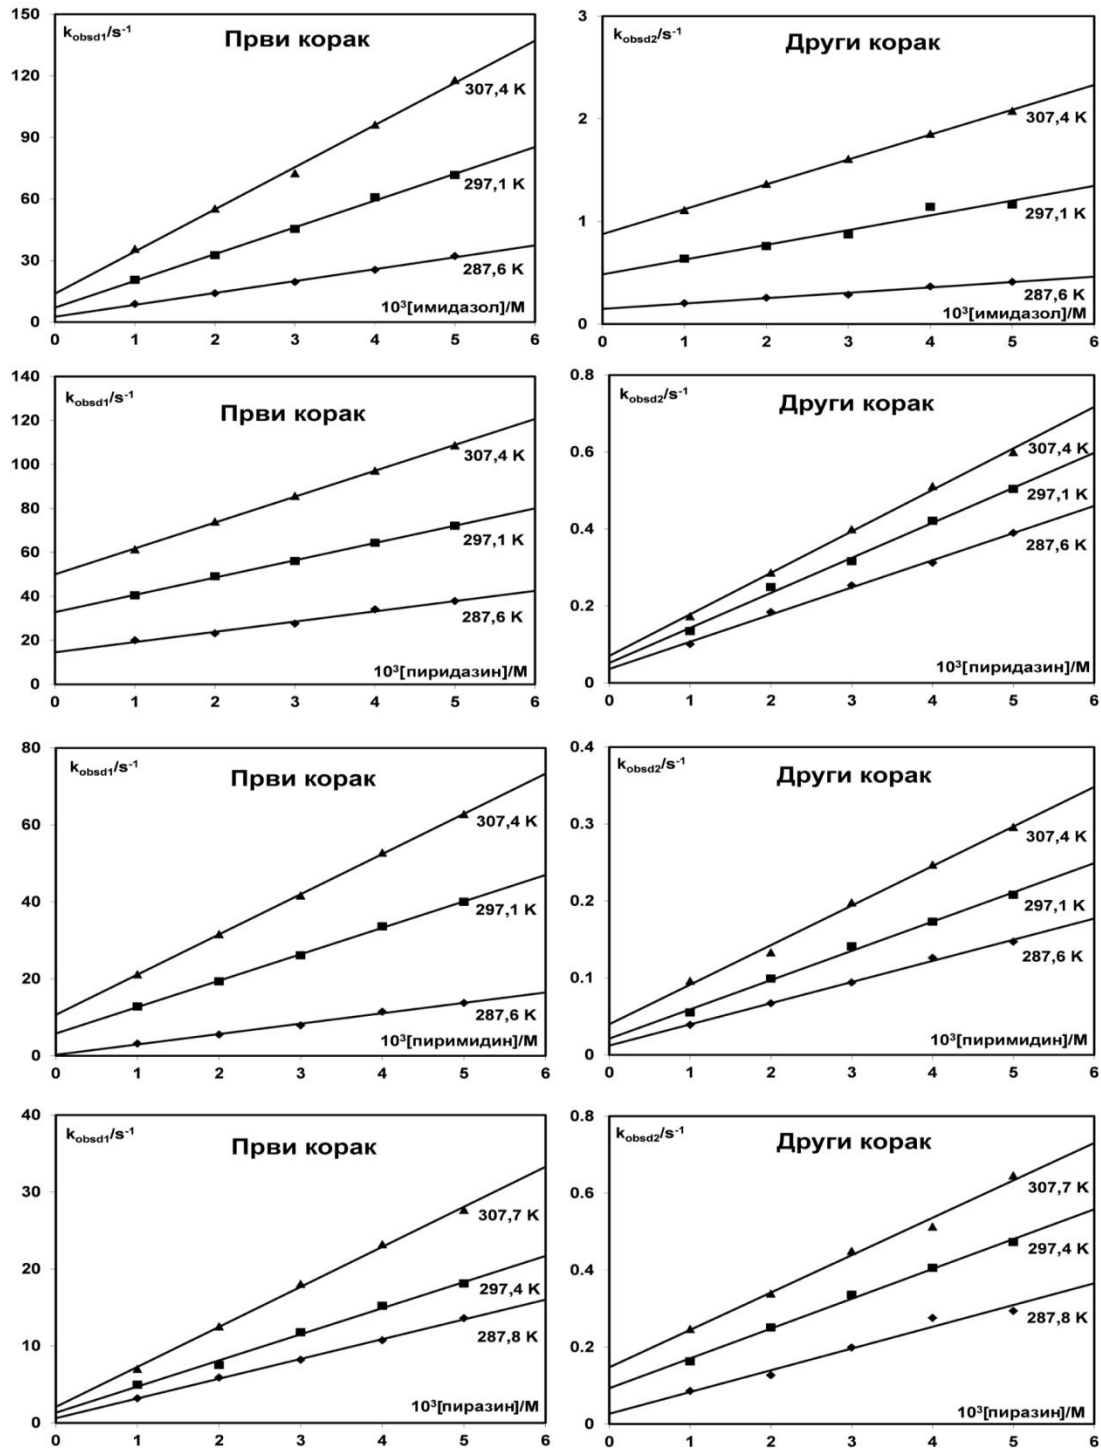 150
120
90
60
30
0
k_obsd1/s⁻¹
Први корак
307,4 K
297,1 K
287,6 K
10³[имидазол]/M
0 1 2 3 4 5 6
3
2
1
0
k_obsd2/s⁻¹
Други корак
307,4 K
297,1 K
287,6 K
10³[имидазол]/M
0 1 2 3 4 5 6
140
120
100
80
60
40
20
0
k_obsd1/s⁻¹
Први корак
307,4 K
297,1 K
287,6 K
10³[пиридазин]/M
0 1 2 3 4 5 6
0.8
0.6
0.4
0.2
0
k_obsd2/s⁻¹
Други корак
307,4 K
297,1 K
287,6 K
10³[пиридазин]/M
0 1 2 3 4 5 6
80
60
40
20
0
k_obsd1/s⁻¹
Први корак
307,4 K
297,1 K
287,6 K
10³[пиримидин]/M
0 1 2 3 4 5 6
0.4
0.3
0.2
0.1
0
k_obsd2/s⁻¹
Други корак
307,4 K
297,1 K
287,6 K
10³[пиримидин]/M
0 1 2 3 4 5 6
40
30
20
10
0
k_obsd1/s⁻¹
Први корак
307,7 K
297,4 K
287,8 K
10³[пиразин]/M
0 1 2 3 4 5 6
0.8
0.6
0.4
0.2
0
k_obsd2/s⁻¹
Други корак
307,7 K
297,4 K
287,8 K
10³[пиразин]/M
0 1 2 3 4 5 6